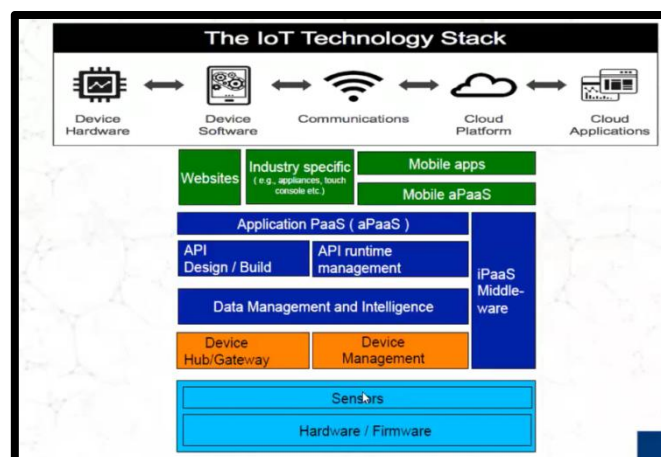 The IoT Technology Stack
Device
Hardware
Device
Software
Communications
Cloud
Platform
Cloud
Applications
Websites
Industry specific
( e.g., appliances, touch
console etc.)
Mobile apps
Mobile aPaaS
Application PaaS ( aPaaS )
API
Design / Build
API runtime
management
iPaaS
Middle-
ware
Data Management and Intelligence
Device
Hub/Gateway
Device
Management
Sensors
Hardware / Firmware